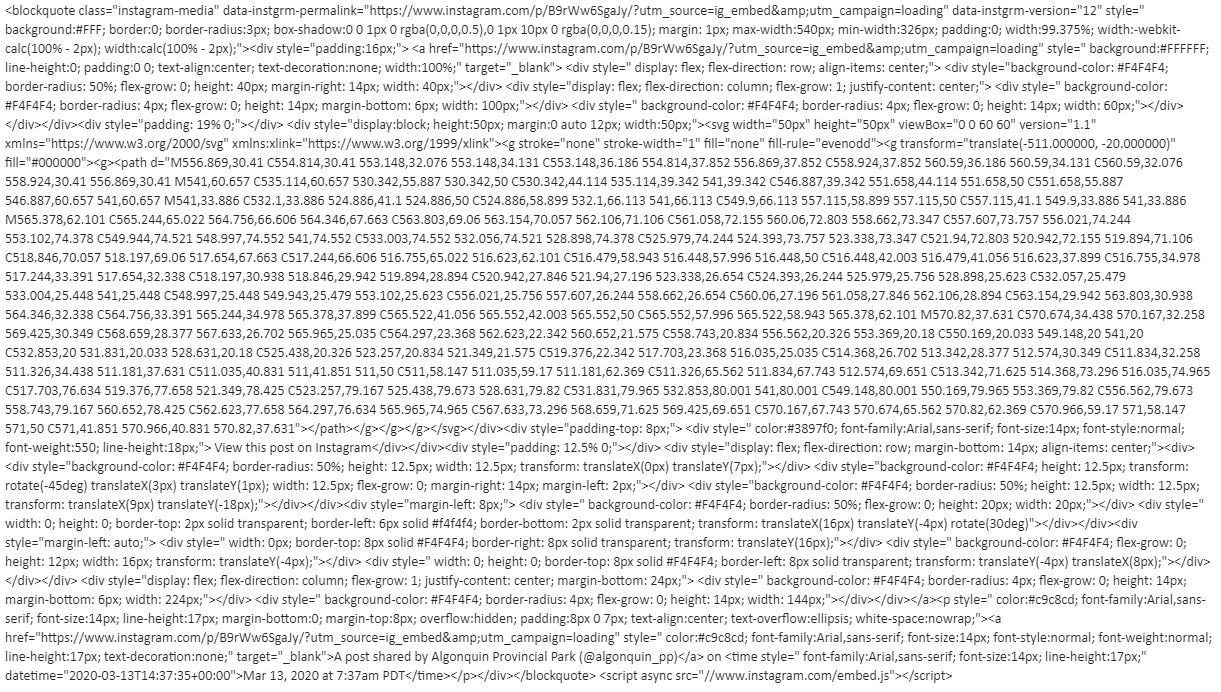 <blockquote class="instagram-media" data-instgrm-permalink="https://www.instagram.com/p/B9rWw6SgaJy/?utm_source=ig_embed&amp;utm_campaign=loading" data-instgrm-version="12" style="
background:#FFF; border:0; border-radius:3px; box-shadow:0 0 1px 0 rgba(0,0,0,0.5),0 1px 10px 0 rgba(0,0,0,0.15); margin: 1px; max-width:540px; min-width:326px; padding:0; width:99.375%; width:-webkit-
calc(100% - 2px); width:calc(100% - 2px);"><div style="padding:16px;"> <a href="https://www.instagram.com/p/B9rWw6SgaJy/?utm_source=ig_embed&amp;utm_campaign=loading" style=" background:#FFFFFF;
line-height:0; padding:0 0; text-align:center; text-decoration:none; width:100%;" target="_blank"> <div style=" display: flex; flex-direction: row; align-items: center;"> <div style="background-color: #F4F4F4;
border-radius: 50%; flex-grow: 0; height: 40px; margin-right: 14px; width: 40px;"></div> <div style="display: flex; flex-direction: column; flex-grow: 1; justify-content: center;"> <div style=" background-color:
#F4F4F4; border-radius: 4px; flex-grow: 0; height: 14px; margin-bottom: 6px; width: 100px;"></div> <div style=" background-color: #F4F4F4; border-radius: 4px; flex-grow: 0; height: 14px; width: 60px;"></div>
</div></div><div style="padding: 19% 0;"></div> <div style="display:block; height:50px; margin:0 auto 12px; width:50px;"><svg width="50px" height="50px" viewBox="0 0 60 60" version="1.1"
xmlns="https://www.w3.org/2000/svg" xmlns:xlink="https://www.w3.org/1999/xlink"><g stroke="none" stroke-width="1" fill="none" fill-rule="evenodd"><g transform="translate(-511.000000, -20.000000)"
fill="#000000"><g><path d="M556.869,30.41 C554.814,30.41 553.148,32.076 553.148,34.131 C553.148,36.186 554.814,37.852 556.869,37.852 C558.924,37.852 560.59,36.186 560.59,34.131 C560.59,32.076
558.924,30.41 556.869,30.41 M541,60.657 C535.114,60.657 530.342,55.887 530.342,50 C530.342,44.114 535.114,39.342 541,39.342 C546.887,39.342 551.658,44.114 551.658,50 C551.658,55.887
546.887,60.657 541,60.657 M541,33.886 C532.1,33.886 524.886,41.1 524.886,50 C524.886,58.899 532.1,66.113 541,66.113 C549.9,66.113 557.115,58.899 557.115,50 C557.115,41.1 549.9,33.886 541,33.886
M565.378,62.101 C565.244,65.022 564.756,66.606 564.346,67.663 C563.803,69.06 563.154,70.057 562.106,71.106 C561.058,72.155 560.06,72.803 558.662,73.347 C557.607,73.757 556.021,74.244
553.102,74.378 C549.944,74.521 548.997,74.552 541,74.552 C533.003,74.552 532.056,74.521 528.898,74.378 C525.979,74.244 524.393,73.757 523.338,73.347 C521.94,72.803 520.942,72.155 519.894,71.106
C518.846,70.057 518.197,69.06 517.654,67.663 C517.244,66.606 516.755,65.022 516.623,62.101 C516.479,58.943 516.448,57.996 516.448,50 C516.448,42.003 516.479,41.056 516.623,37.899 C516.755,34.978
517.244,33.391 517.654,32.338 C518.197,30.938 518.846,29.942 519.894,28.894 C520.942,27.846 521.94,27.196 523.338,26.654 C524.393,26.244 525.979,25.756 528.898,25.623 C532.057,25.479
533.004,25.448 541,25.448 C548.997,25.448 549.943,25.479 553.102,25.623 C556.021,25.756 557.607,26.244 558.662,26.654 C560.06,27.196 561.058,27.846 562.106,28.894 C563.154,29.942 563.803,30.938
564.346,32.338 C564.756,33.391 565.244,34.978 565.378,37.899 C565.522,41.056 565.552,42.003 565.552,50 C565.552,57.996 565.522,58.943 565.378,62.101 M570.82,37.631 C570.674,34.438 570.167,32.258
569.425,30.349 C568.659,28.377 567.633,26.702 565.965,25.035 C564.297,23.368 562.623,22.342 560.652,21.575 C558.743,20.834 556.562,20.326 553.369,20.18 C550.169,20.033 549.148,20 541,20
C532.853,20 531.831,20.033 528.631,20.18 C525.438,20.326 523.257,20.834 521.349,21.575 C519.376,22.342 517.703,23.368 516.035,25.035 C514.368,26.702 513.342,28.377 512.574,30.349 C511.834,32.258
511.326,34.438 511.181,37.631 C511.035,40.831 511,41.851 511,50 C511,58.147 511.035,59.17 511.181,62.369 C511.326,65.562 511.834,67.743 512.574,69.651 C513.342,71.625 514.368,73.296 516.035,74.965
C517.703,76.634 519.376,77.658 521.349,78.425 C523.257,79.167 525.438,79.673 528.631,79.82 C531.831,79.965 532.853,80.001 541,80.001 C549.148,80.001 550.169,79.965 553.369,79.82 C556.562,79.673
558.743,79.167 560.652,78.425 C562.623,77.658 564.297,76.634 565.965,74.965 C567.633,73.296 568.659,71.625 569.425,69.651 C570.167,67.743 570.674,65.562 570.82,62.369 C570.966,59.17 571,58.147
571,50 C571,41.851 570.966,40.831 570.82,37.631"></path></g></g></g></svg></div><div style="padding-top: 8px;"> <div style=" color:#3897f0; font-family:Arial,sans-serif; font-size:14px; font-style:normal;
font-weight:550; line-height:18px;"> View this post on Instagram</div></div><div style="padding: 12.5% 0;"></div> <div style="display: flex; flex-direction: row; margin-bottom: 14px; align-items: center;"><div>
<div style="background-color: #F4F4F4; border-radius: 50%; height: 12.5px; width: 12.5px; transform: translateX(0px) translateY(7px);"></div> <div style="background-color: #F4F4F4; height: 12.5px; transform:
rotate(-45deg) translateX(3px) translateY(1px); width: 12.5px; flex-grow: 0; margin-right: 14px; margin-left: 2px;"></div> <div style="background-color: #F4F4F4; border-radius: 50%; height: 12.5px; width: 12.5px;
transform: translateX(9px) translateY(-18px);"></div></div><div style="margin-left: 8px;"> <div style=" background-color: #F4F4F4; border-radius: 50%; flex-grow: 0; height: 20px; width: 20px;"></div> <div style="
width: 0; height: 0; border-top: 2px solid transparent; border-left: 6px solid #f4f4f4; border-bottom: 2px solid transparent; transform: translateX(16px) translateY(-4px) rotate(30deg)"></div></div><div
style="margin-left: auto;"> <div style=" width: 0px; border-top: 8px solid #F4F4F4; border-right: 8px solid transparent; transform: translateY(16px);"></div> <div style=" background-color: #F4F4F4; flex-grow: 0;
height: 12px; width: 16px; transform: translateY(-4px);"></div> <div style=" width: 0; height: 0; border-top: 8px solid #F4F4F4; border-left: 8px solid transparent; transform: translateY(-4px) translateX(8px);"></div>
</div></div> <div style="display: flex; flex-direction: column; flex-grow: 1; justify-content: center; margin-bottom: 24px;"> <div style=" background-color: #F4F4F4; border-radius: 4px; flex-grow: 0; height: 14px;
margin-bottom: 6px; width: 224px;"></div> <div style=" background-color: #F4F4F4; border-radius: 4px; flex-grow: 0; height: 14px; width: 144px;"></div></div></a><p style=" color:#c9c8cd; font-family:Arial,sans-
serif; font-size:14px; line-height:17px; margin-bottom:0; margin-top:8px; overflow:hidden; padding:8px 0 7px; text-align:center; text-overflow:ellipsis; white-space:nowrap;"><a
href="https://www.instagram.com/p/B9rWw6SgaJy/?utm_source=ig_embed&amp;utm_campaign=loading" style=" color:#c9c8cd; font-family:Arial,sans-serif; font-size:14px; font-style:normal; font-weight:normal;
line-height:17px; text-decoration:none;" target="_blank">A post shared by Algonquin Provincial Park (@algonquin_pp)</a> on <time style=" font-family:Arial,sans-serif; font-size:14px; line-height:17px;"
datetime="2020-03-13T14:37:35+00:00">Mar 13, 2020 at 7:37am PDT</time></p></div></blockquote> <script async src="//www.instagram.com/embed.js"></script>